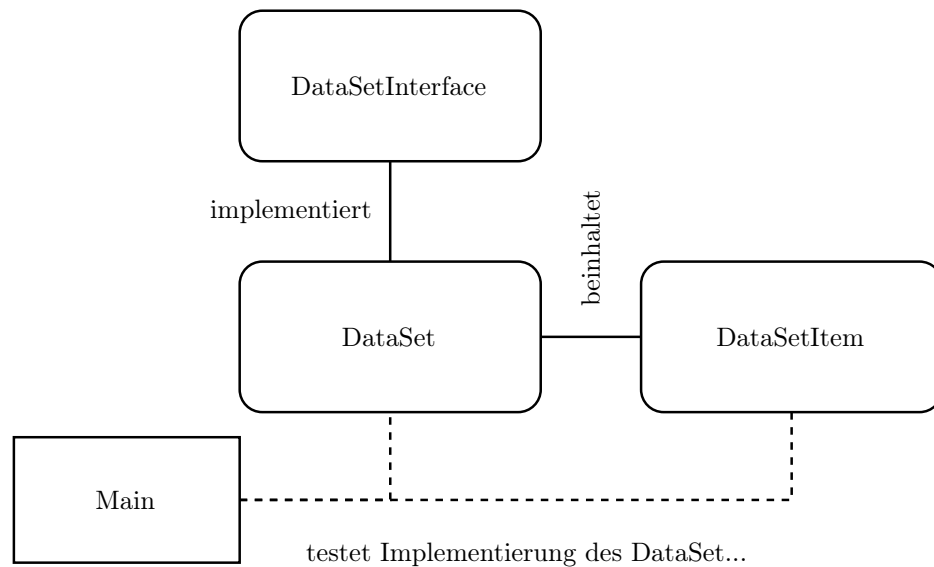 DataSetInterface
implementiert
beinhaltet
DataSet
DataSetItem
Main
testet Implementierung des DataSet...